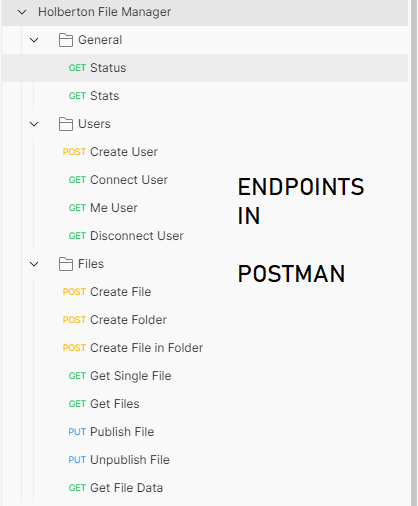 Holberton File Manager
General
GET Status
GET Stats
Users
POST Create User
GET Connect User
GET Me User
GET Disconnect User
Files
POST Create File
POST Create Folder
POST Create File in Folder
GET Get Single File
GET Get Files
PUT Publish File
PUT Unpublish File
GET Get File Data
ENDPOINTS
IN
POSTMAN